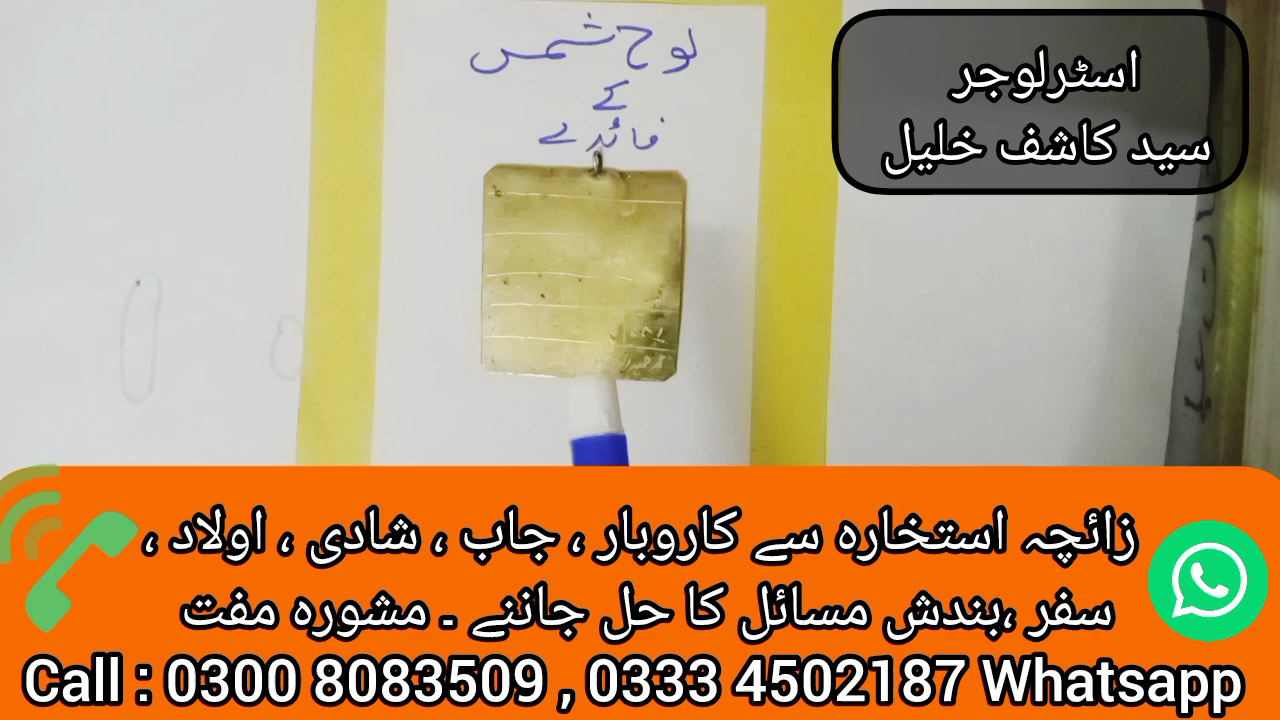 لوح شمس
کے
فائدے
اسٹرلوجر
سید کاشف خلیل
زائچہ استخارہ سے کاروبار ، جاب ، شادی ، اولاد ،
سفر ،بندش مسائل کا حل جاننے ۔ مشورہ مفت
Call : 0300 8083509 , 0333 4502187 Whatsapp